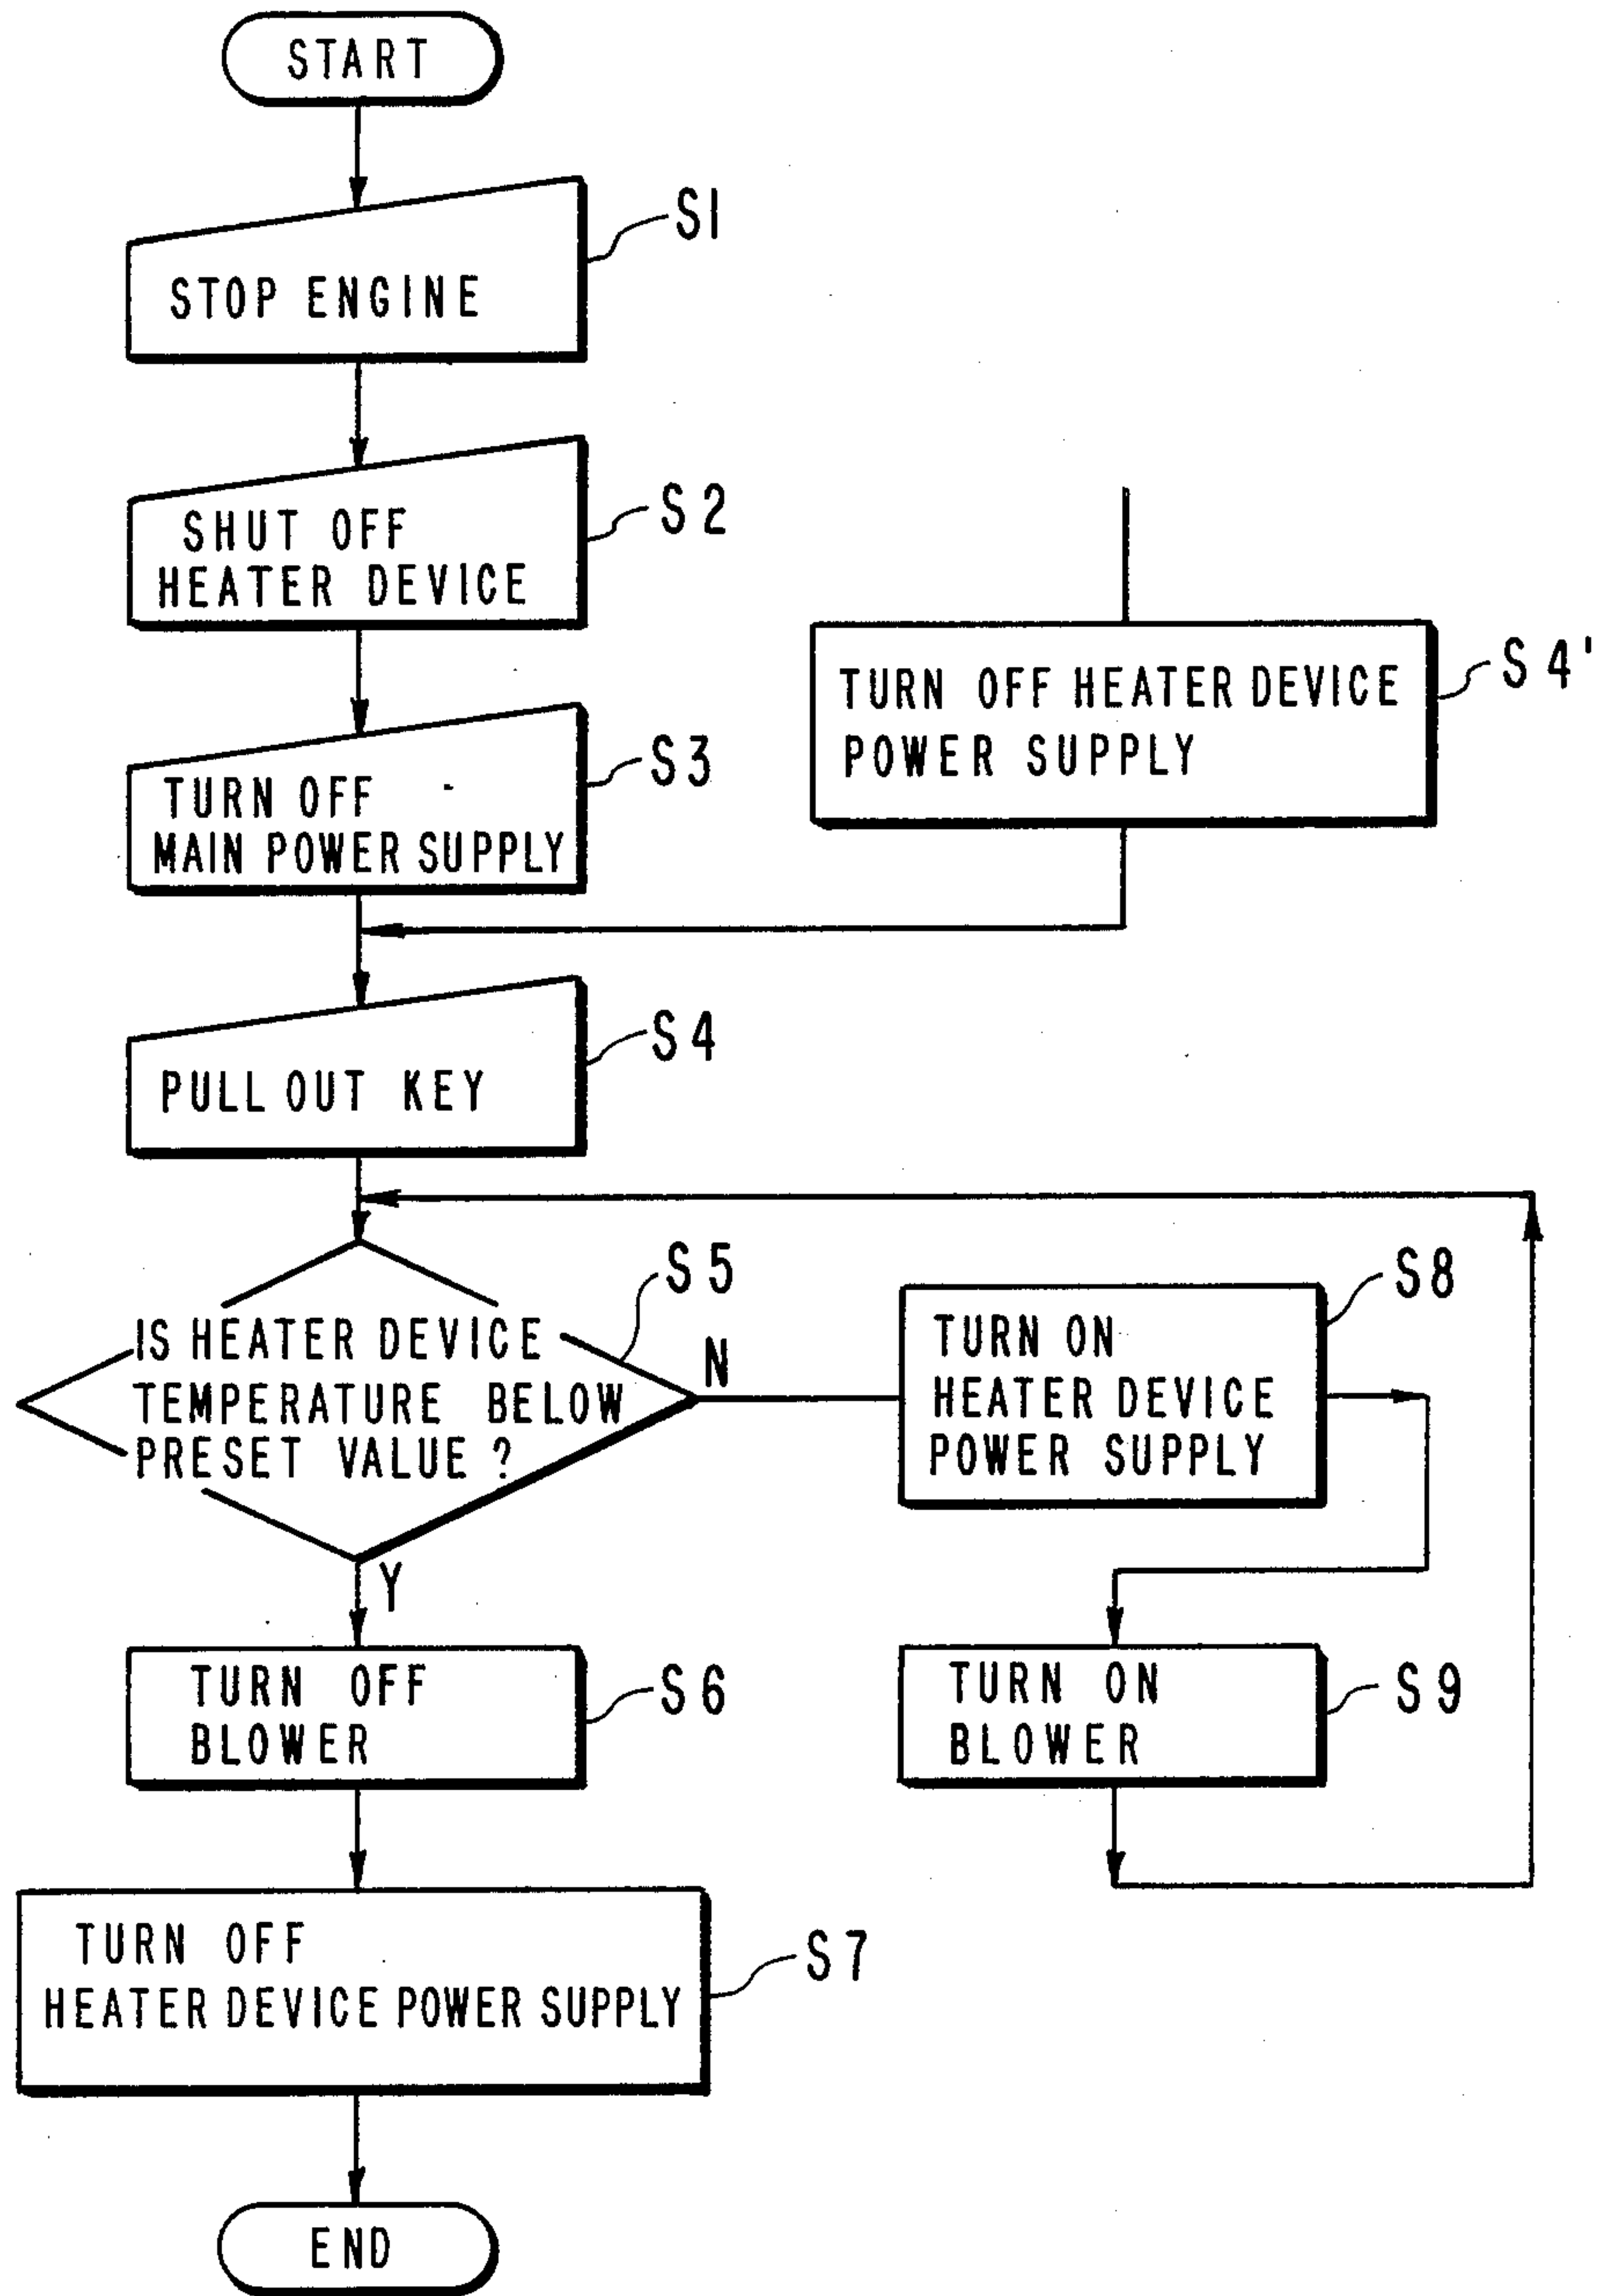 START
S1
STOP ENGINE
S2
SHUT OFF
HEATER DEVICE
S3
TURN OFF
MAIN POWER SUPPLY
S4'
TURN OFF HEATER DEVICE
POWER SUPPLY
S4
PULL OUT KEY
S5
IS HEATER DEVICE
TEMPERATURE BELOW
PRESET VALUE ?
N
Y
S8
TURN ON
HEATER DEVICE
POWER SUPPLY
S6
TURN OFF
BLOWER
S9
TURN ON
BLOWER
S7
TURN OFF
HEATER DEVICE POWER SUPPLY
END